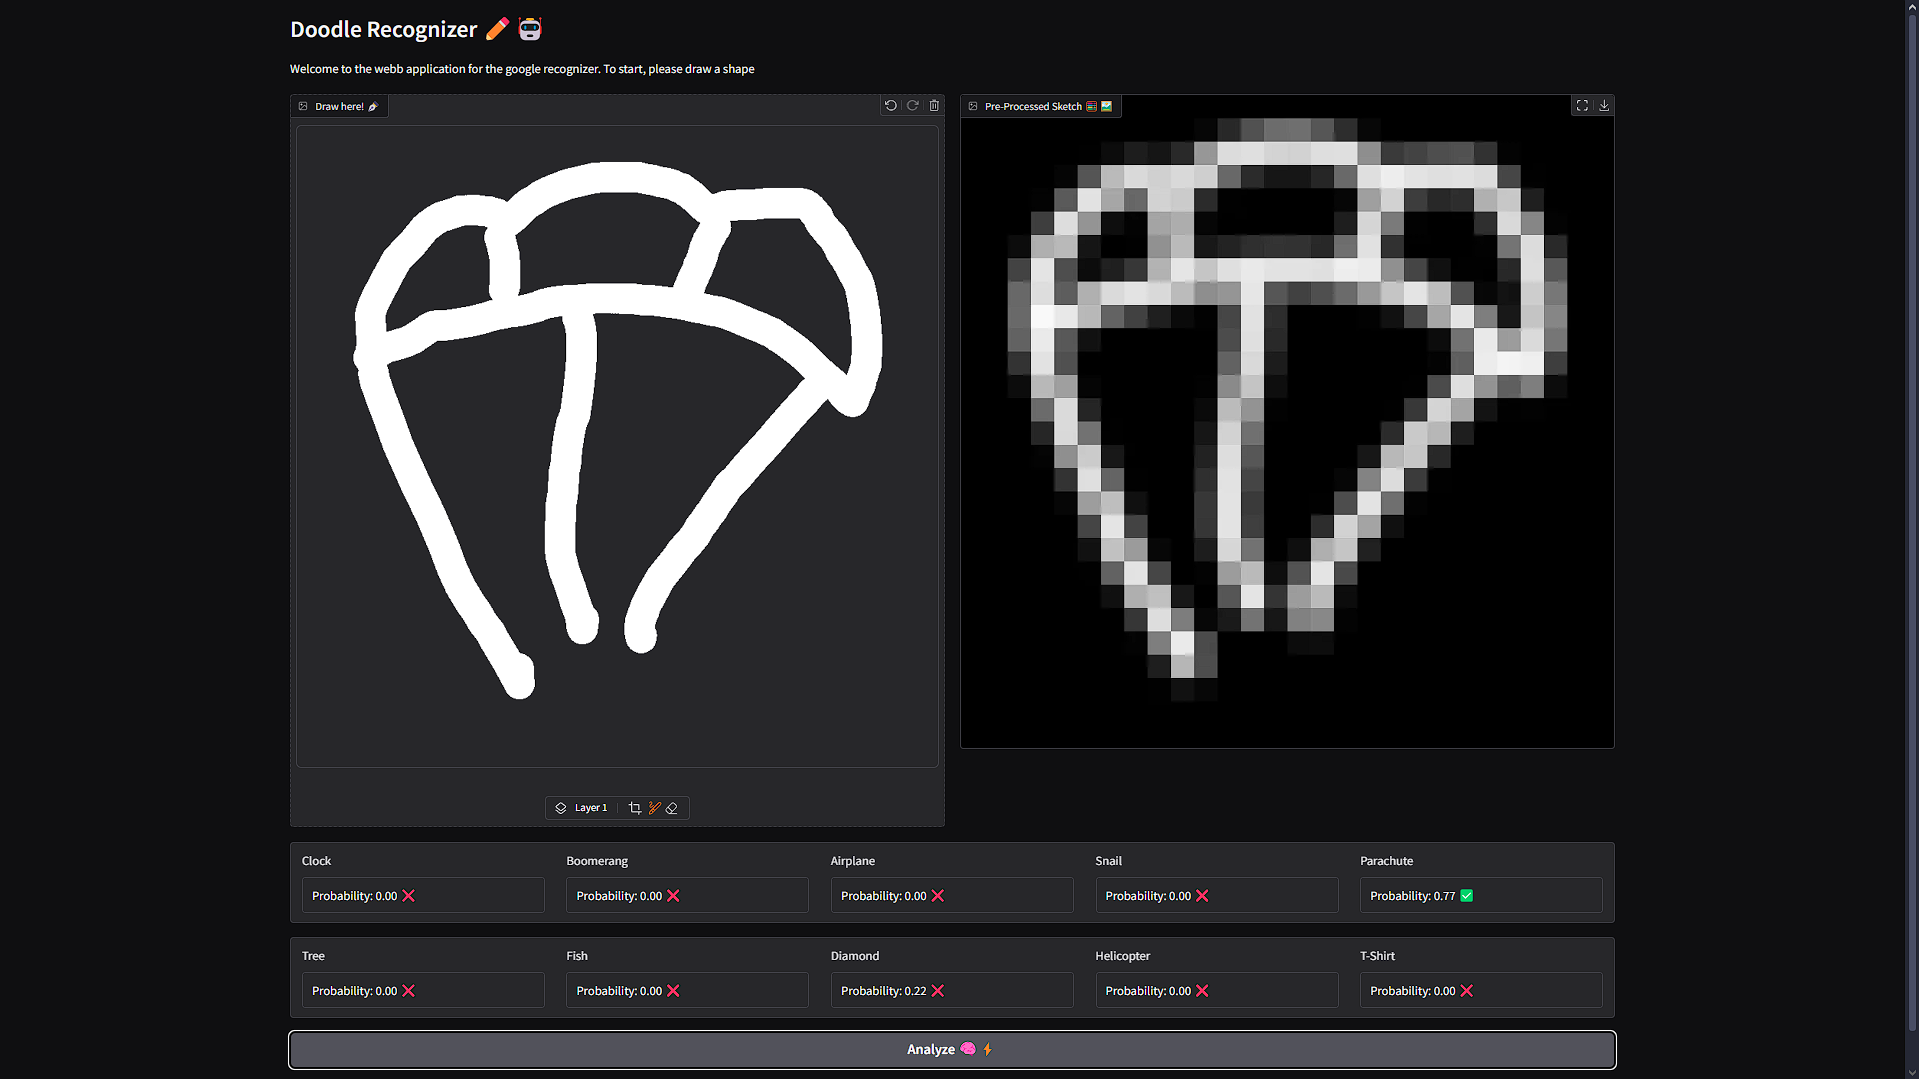 Doodle Recognizer ✏️ 🤖
Welcome to the webb application for the google recognizer. To start, please draw a shape
Draw here! 🖋️
Pre-Processed Sketch 🧮 🖼️
Layer 1
Clock Boomerang Airplane Snail Parachute
Probability: 0.00 ❌ Probability: 0.00 ❌ Probability: 0.00 ❌ Probability: 0.00 ❌ Probability: 0.77 ✅
Tree Fish Diamond Helicopter T-Shirt
Probability: 0.00 ❌ Probability: 0.00 ❌ Probability: 0.22 ❌ Probability: 0.00 ❌ Probability: 0.00 ❌
Analyze 🧠 ⚡